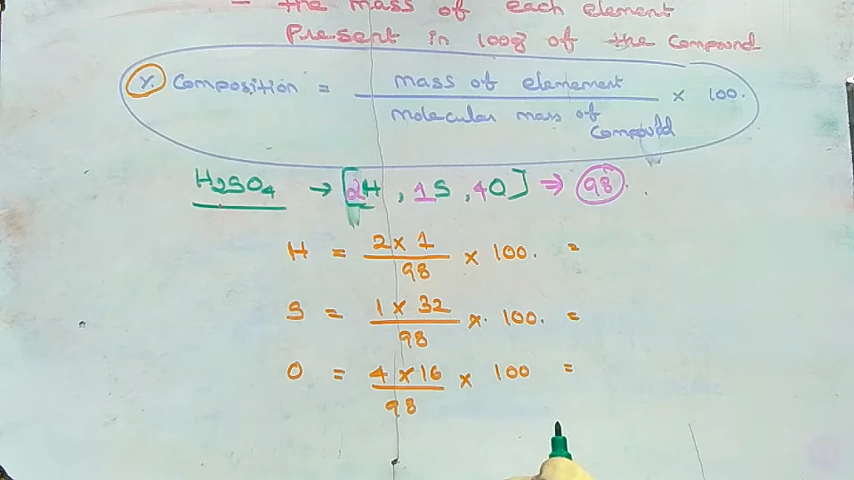 = the mass of each element
Present in 100g of the Compound
%. Composition = mass of elemement / molecular mass of compound × 100.
H2SO4 → [2H, 1S, 4O] ⇒ 98.
H = 2 × 1 / 98 × 100. =
S = 1 × 32 / 98 × 100. =
O = 4 × 16 / 98 × 100 =